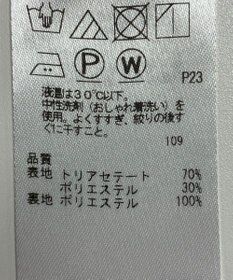 P W
P23
液温は30℃以下。
中性洗剤（おしゃれ着洗い）を
使用。よくすすぎ、絞りの後す
ぐに干すこと。
109
品質
表地 トリアセテート 70%
ポリエステル 30%
裏地 ポリエステル 100%